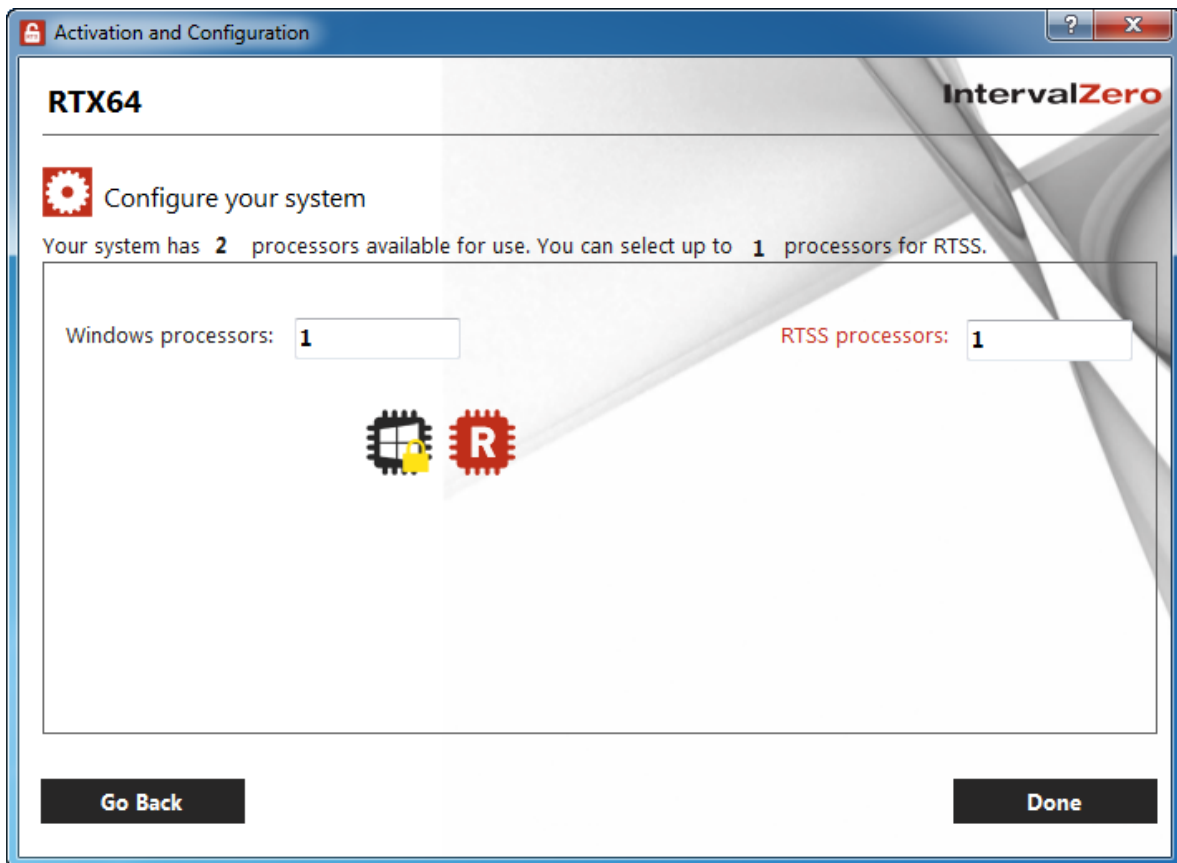 Activation and Configuration
?
X
RTX64
IntervalZero
Configure your system
Your system has 2 processors available for use. You can select up to 1 processors for RTSS.
Windows processors: 1
RTSS processors: 1
R
Go Back
Done